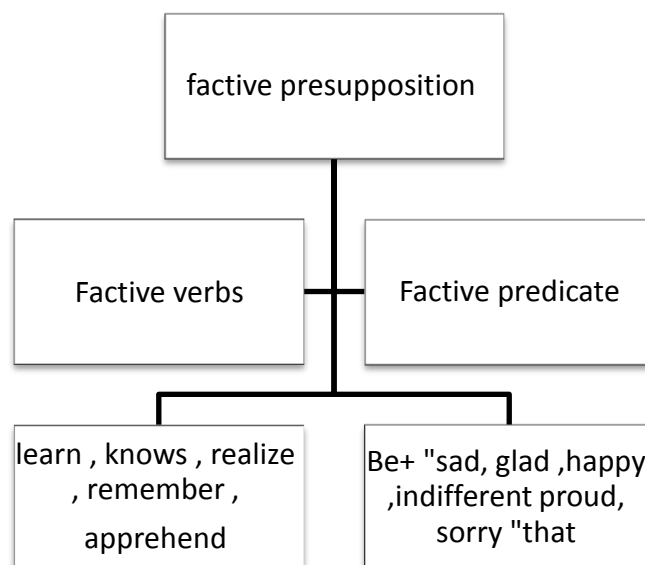 factive presupposition
Factive verbs
Factive predicate
learn , knows , realize
, remember ,
apprehend
Be+ "sad, glad ,happy
,indifferent proud,
sorry "that